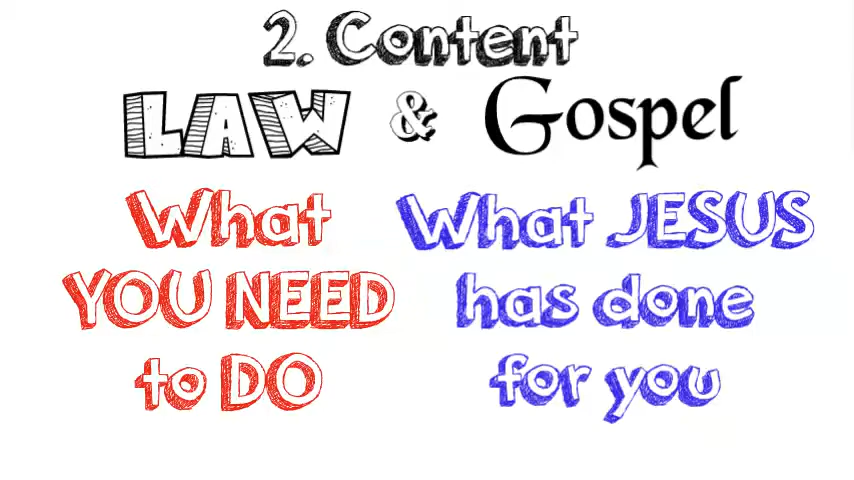 2. Content
LAW & Gospel
What
YOU NEED
to DO
What JESUS
has done
for you